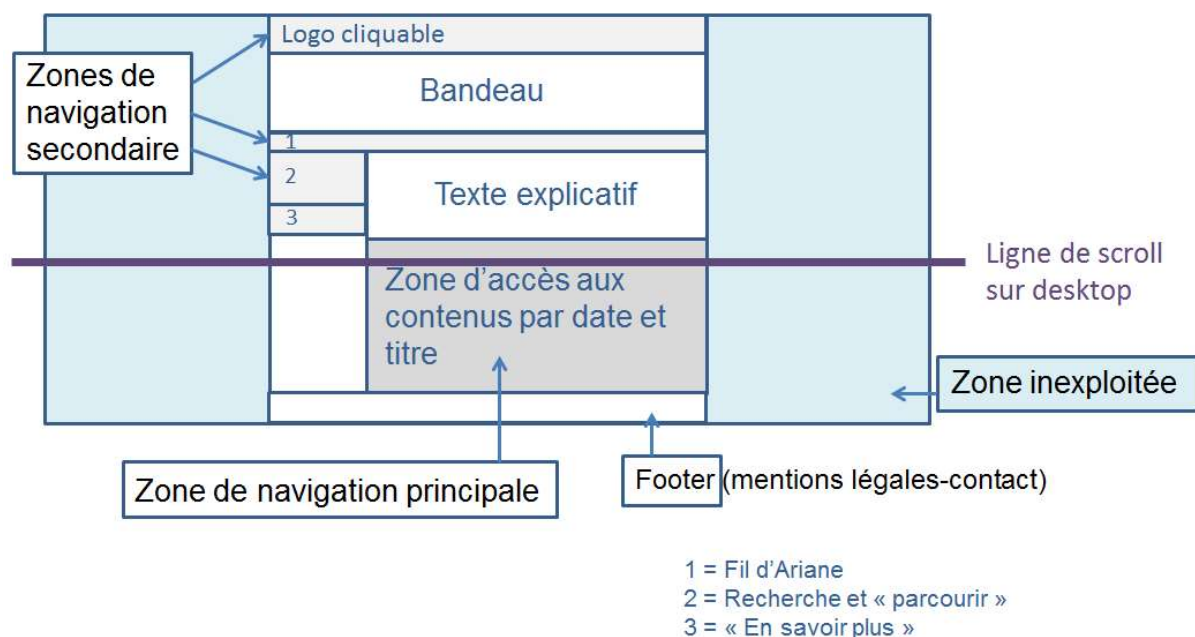 Logo cliquable
Zones de
navigation
secondaire
Bandeau
1
2
Texte explicatif
3
Ligne de scroll
sur desktop
Zone d’accès aux
contenus par date et
titre
Zone inexploitée
Zone de navigation principale
Footer (mentions légales-contact)
1 = Fil d’Ariane
2 = Recherche et « parcourir »
3 = « En savoir plus »